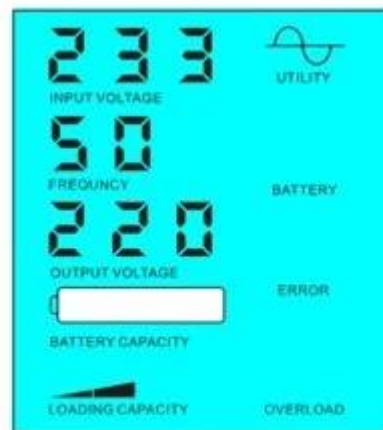 233
UTILITY
INPUT VOLTAGE
50
FREQUNCY
BATTERY
220
OUTPUT VOLTAGE
ERROR
BATTERY CAPACITY
LOADING CAPACITY
OVERLOAD